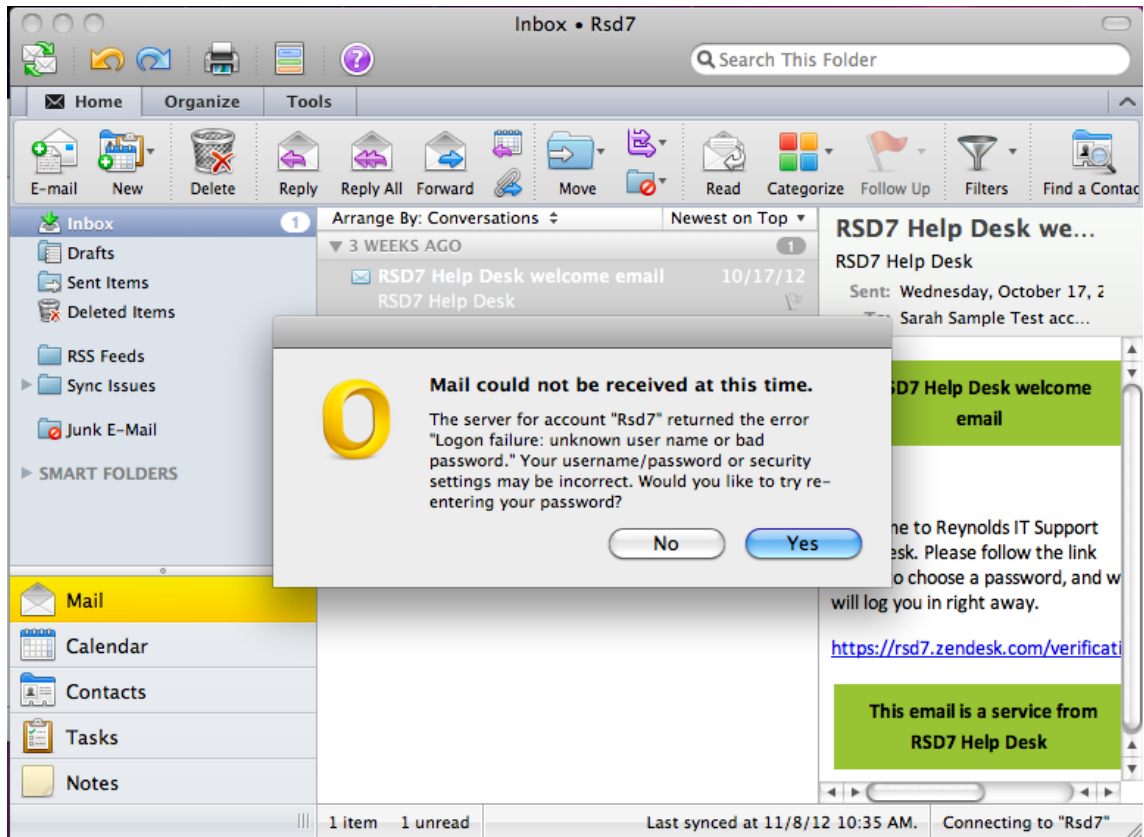 Inbox • Rsd7
Search This Folder
Home Organize Tools
E-mail New Delete Reply Reply All Forward Move Read Categorize Follow Up Filters Find a Contac
Inbox 1
Drafts
Sent Items
Deleted Items
RSS Feeds
Sync Issues
Junk E-Mail
SMART FOLDERS
Mail
Calendar
Contacts
Tasks
Notes
Arrange By: Conversations Newest on Top
3 WEEKS AGO 1
RSD7 Help Desk welcome email 10/17/12
RSD7 Help Desk
Mail could not be received at this time.
The server for account "Rsd7" returned the error
"Logon failure: unknown user name or bad
password." Your username/password or security
settings may be incorrect. Would you like to try re-
entering your password?
No Yes
RSD7 Help Desk we...
RSD7 Help Desk
Sent: Wednesday, October 17, 2
Sarah Sample Test acc...
Help Desk welcome
email
to Reynolds IT Support
Please follow the link
o choose a password, and w
will log you in right away.
https://rsd7.zendesk.com/verificati
This email is a service from
RSD7 Help Desk
1 item 1 unread Last synced at 11/8/12 10:35 AM. Connecting to "Rsd7"